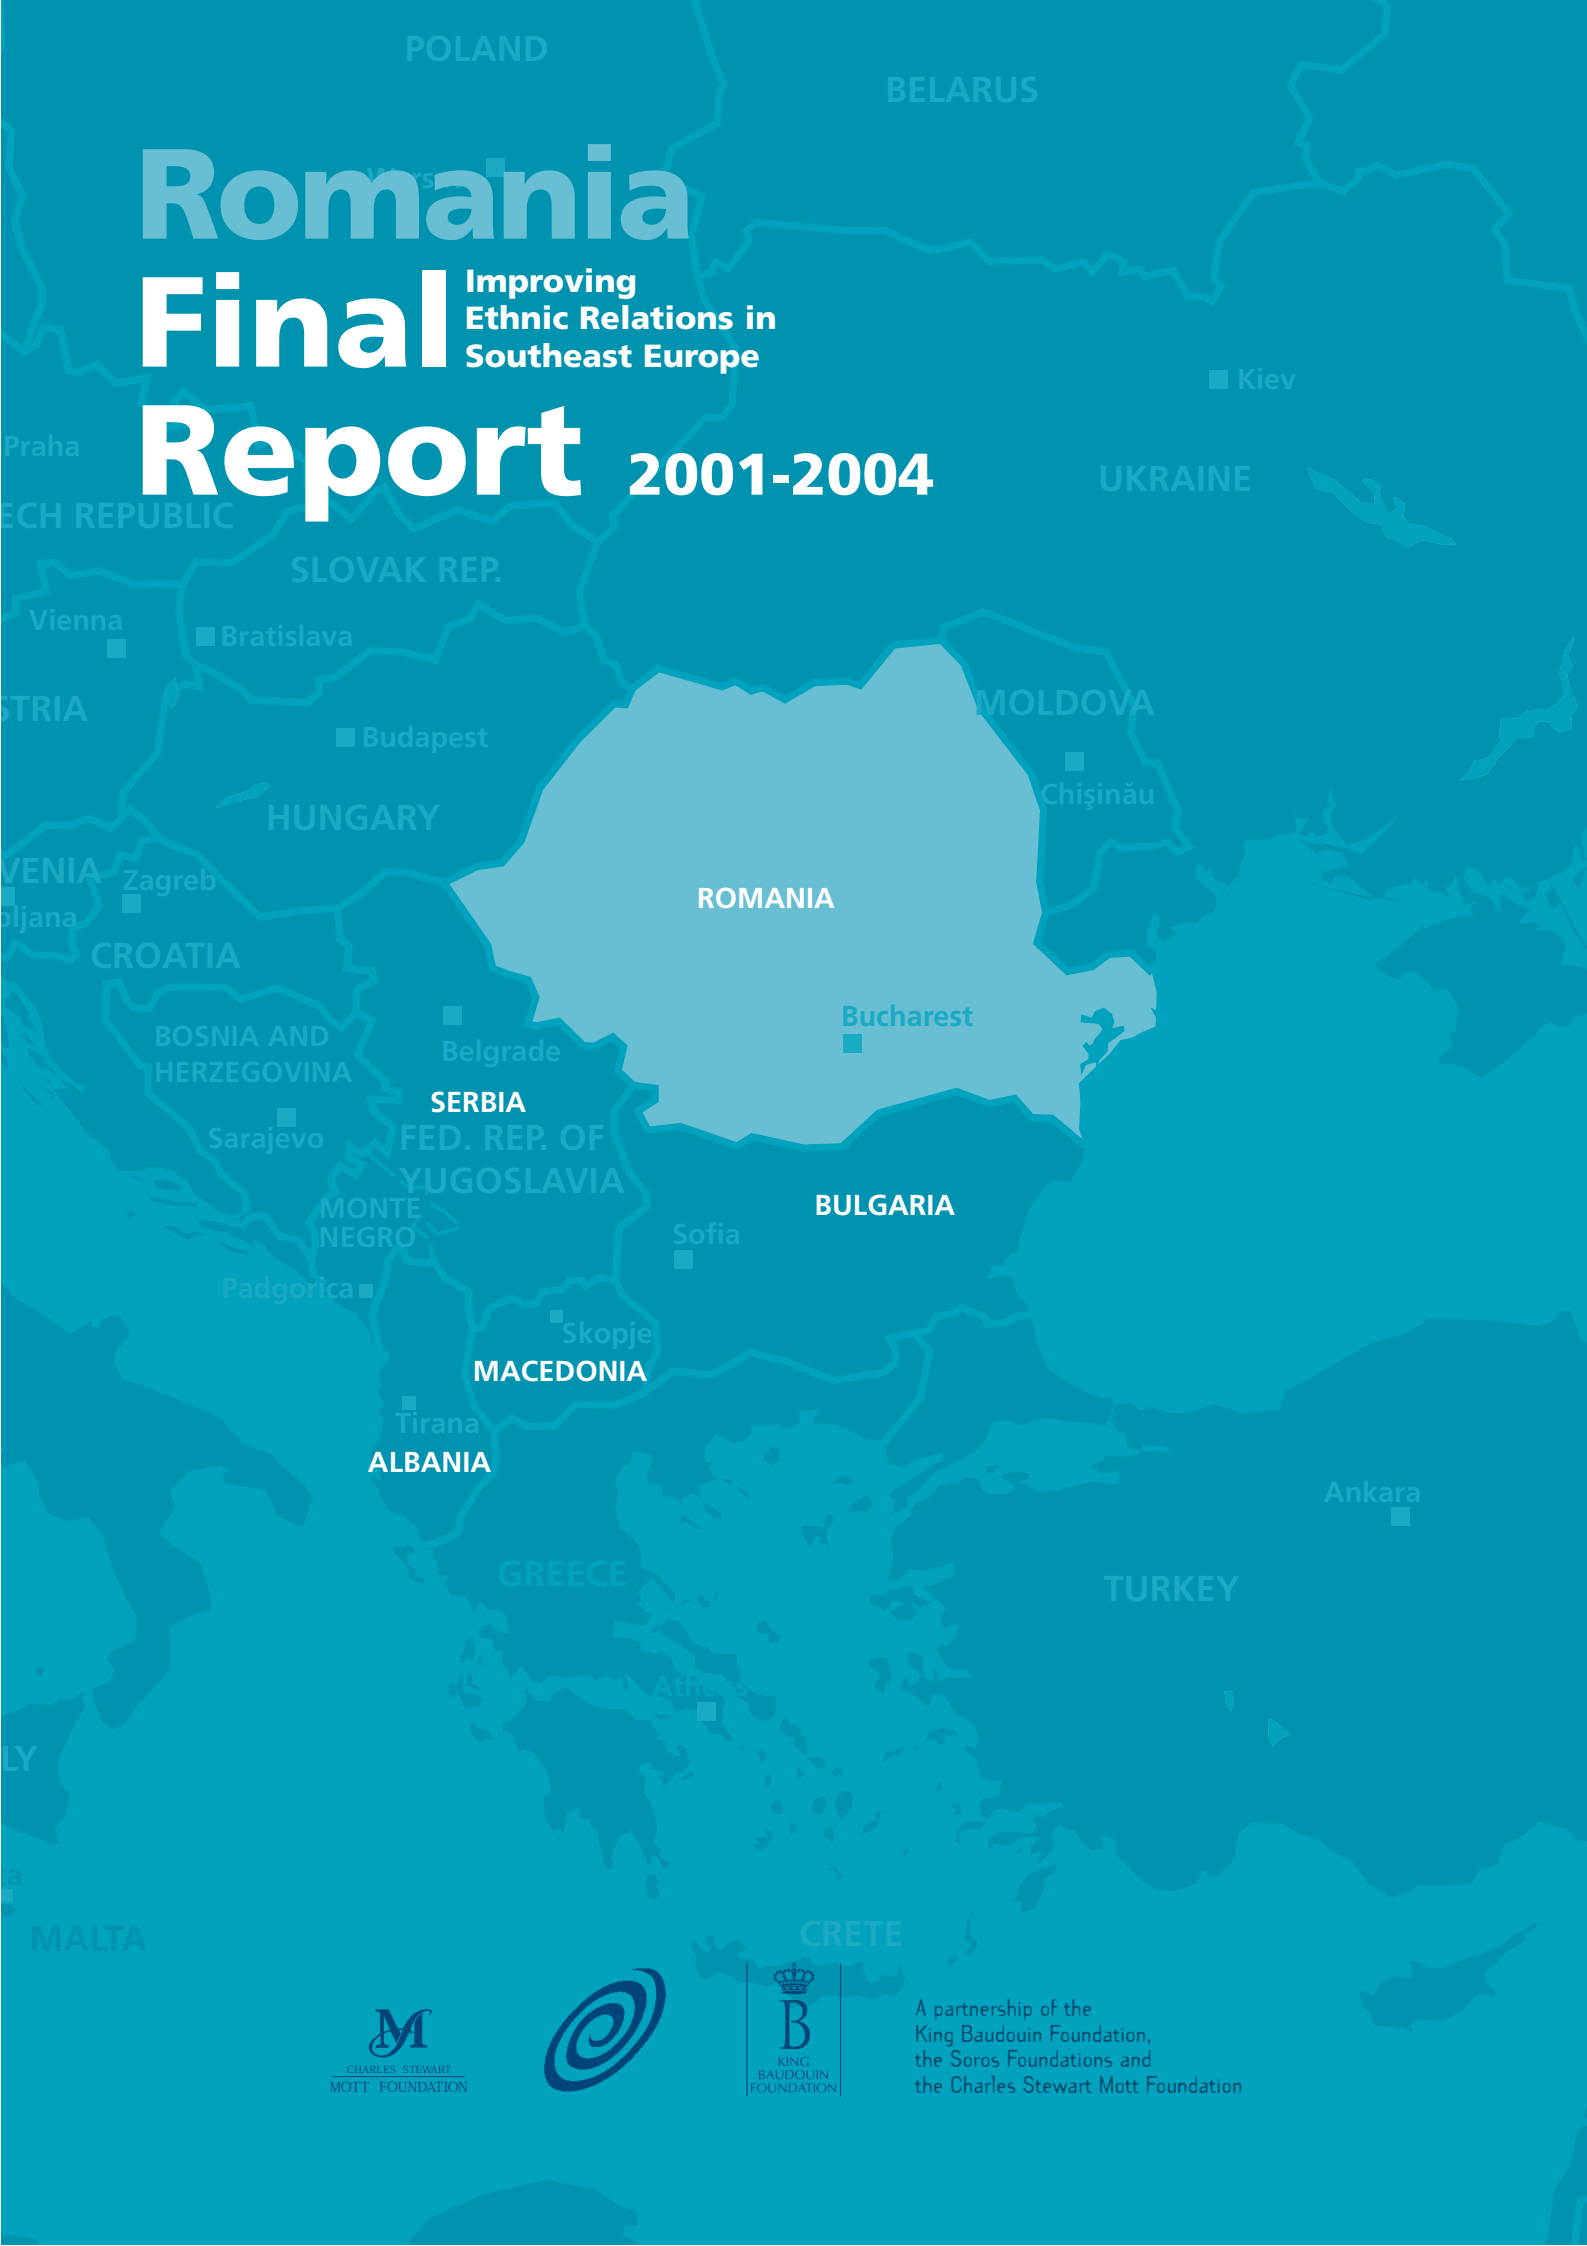 POLAND
BELARUS
Romania
Final
Improving
Ethnic Relations in
Southeast Europe
Kiev
Report 2001-2004
Praha
UKRAINE
ECH REPUBLIC
SLOVAK REP.
Vienna
Bratislava
STRIA
MOLDOVA
Budapest
Chişinău
HUNGARY
VENIA
Zagreb
ROMANIA
bljana
CROATIA
Bucharest
BOSNIA AND
HERZEGOVINA
Belgrade
SERBIA
Sarajevo
FED. REP. OF
YUGOSLAVIA
MONTE
NEGRO
BULGARIA
Sofia
Padgorica
Skopje
MACEDONIA
Tirana
ALBANIA
Ankara
GREECE
TURKEY
LY
ta
CRETE
MALTA
CHARLES STEWART
MOTT FOUNDATION
B
KING
BAUDOUIN
FOUNDATION
A partnership of the
King Baudouin Foundation,
the Soros Foundations and
the Charles Stewart Mott Foundation